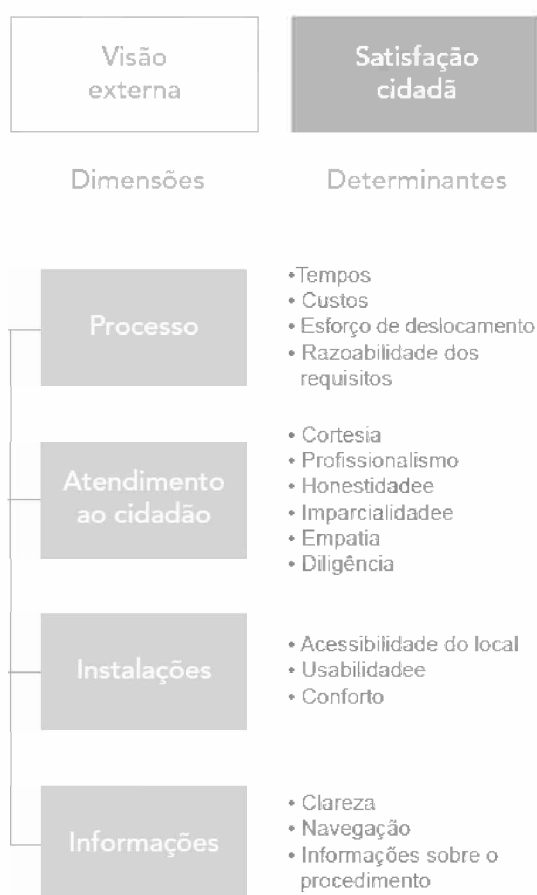 Visão
externa
Satisfação
cidadã
Dimensões
Determinantes
Processo
•Tempos
• Custos
• Esforço de deslocamento
• Razoabilidade dos
requisitos
Atendimento
ao cidadão
• Cortesia
• Profissionalismo
• Honestidadee
• Imparcialidadee
• Empatia
• Diligência
Instalações
• Acessibilidade do local
• Usabilidadee
• Conforto
Informações
• Clareza
• Navegação
• Informações sobre o
procedimento